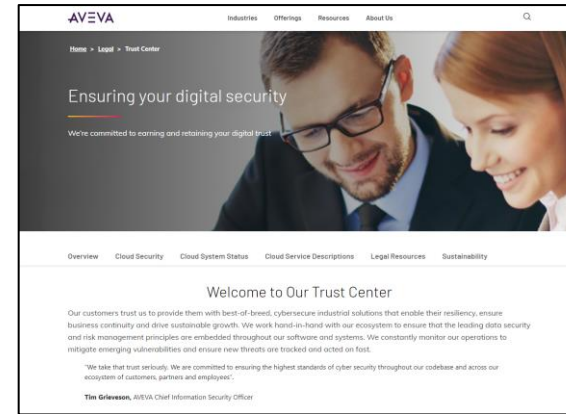 AVEVA
Industries Offerings Resources About Us
Home > Legal > Trust Center
Ensuring your digital security
We're committed to earning and retaining your digital trust
Overview Cloud Security Cloud System Status Cloud Service Descriptions Legal Resources Sustainability
Welcome to Our Trust Center
Our customers trust us to provide them with best-of-breed, cybersecure industrial solutions that enable their resiliency, ensure
business continuity and drive sustainable growth. We work hand-in-hand with our ecosystem to ensure that the leading data security
and risk management principles are embedded throughout our software and systems. We constantly monitor our operations to
mitigate emerging vulnerabilities and ensure new threats are tracked and acted on fast.
"We take that trust seriously. We are committed to ensuring the highest standards of cyber security throughout our codebase and across our
ecosystem of customers, partners and employees".
Tim Grieveson, AVEVA Chief Information Security Officer